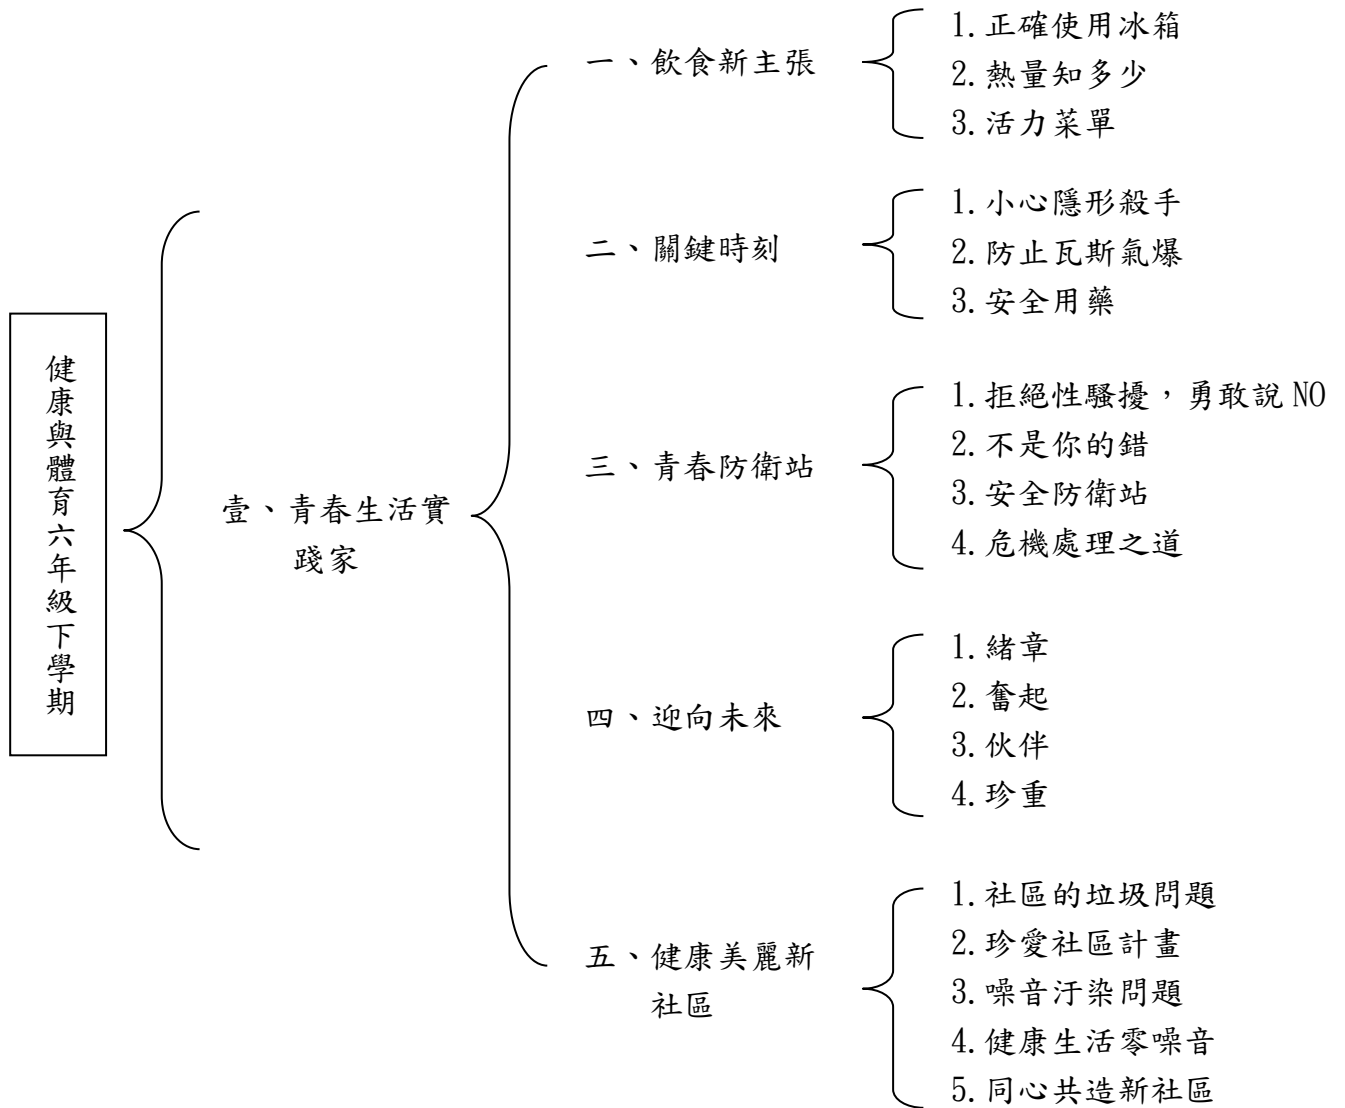 健康與體育六年級下學期
壹、青春生活實
踐家
一、飲食新主張
1.正確使用冰箱
2.熱量知多少
3.活力菜單
二、關鍵時刻
1.小心隱形殺手
2.防止瓦斯氣爆
3.安全用藥
三、青春防衛站
1.拒絕性騷擾，勇敢說 NO
2.不是你的錯
3.安全防衛站
4.危機處理之道
四、迎向未來
1.緒章
2.奮起
3.伙伴
4.珍重
五、健康美麗新
社區
1.社區的垃圾問題
2.珍愛社區計畫
3.噪音汙染問題
4.健康生活零噪音
5.同心共造新社區